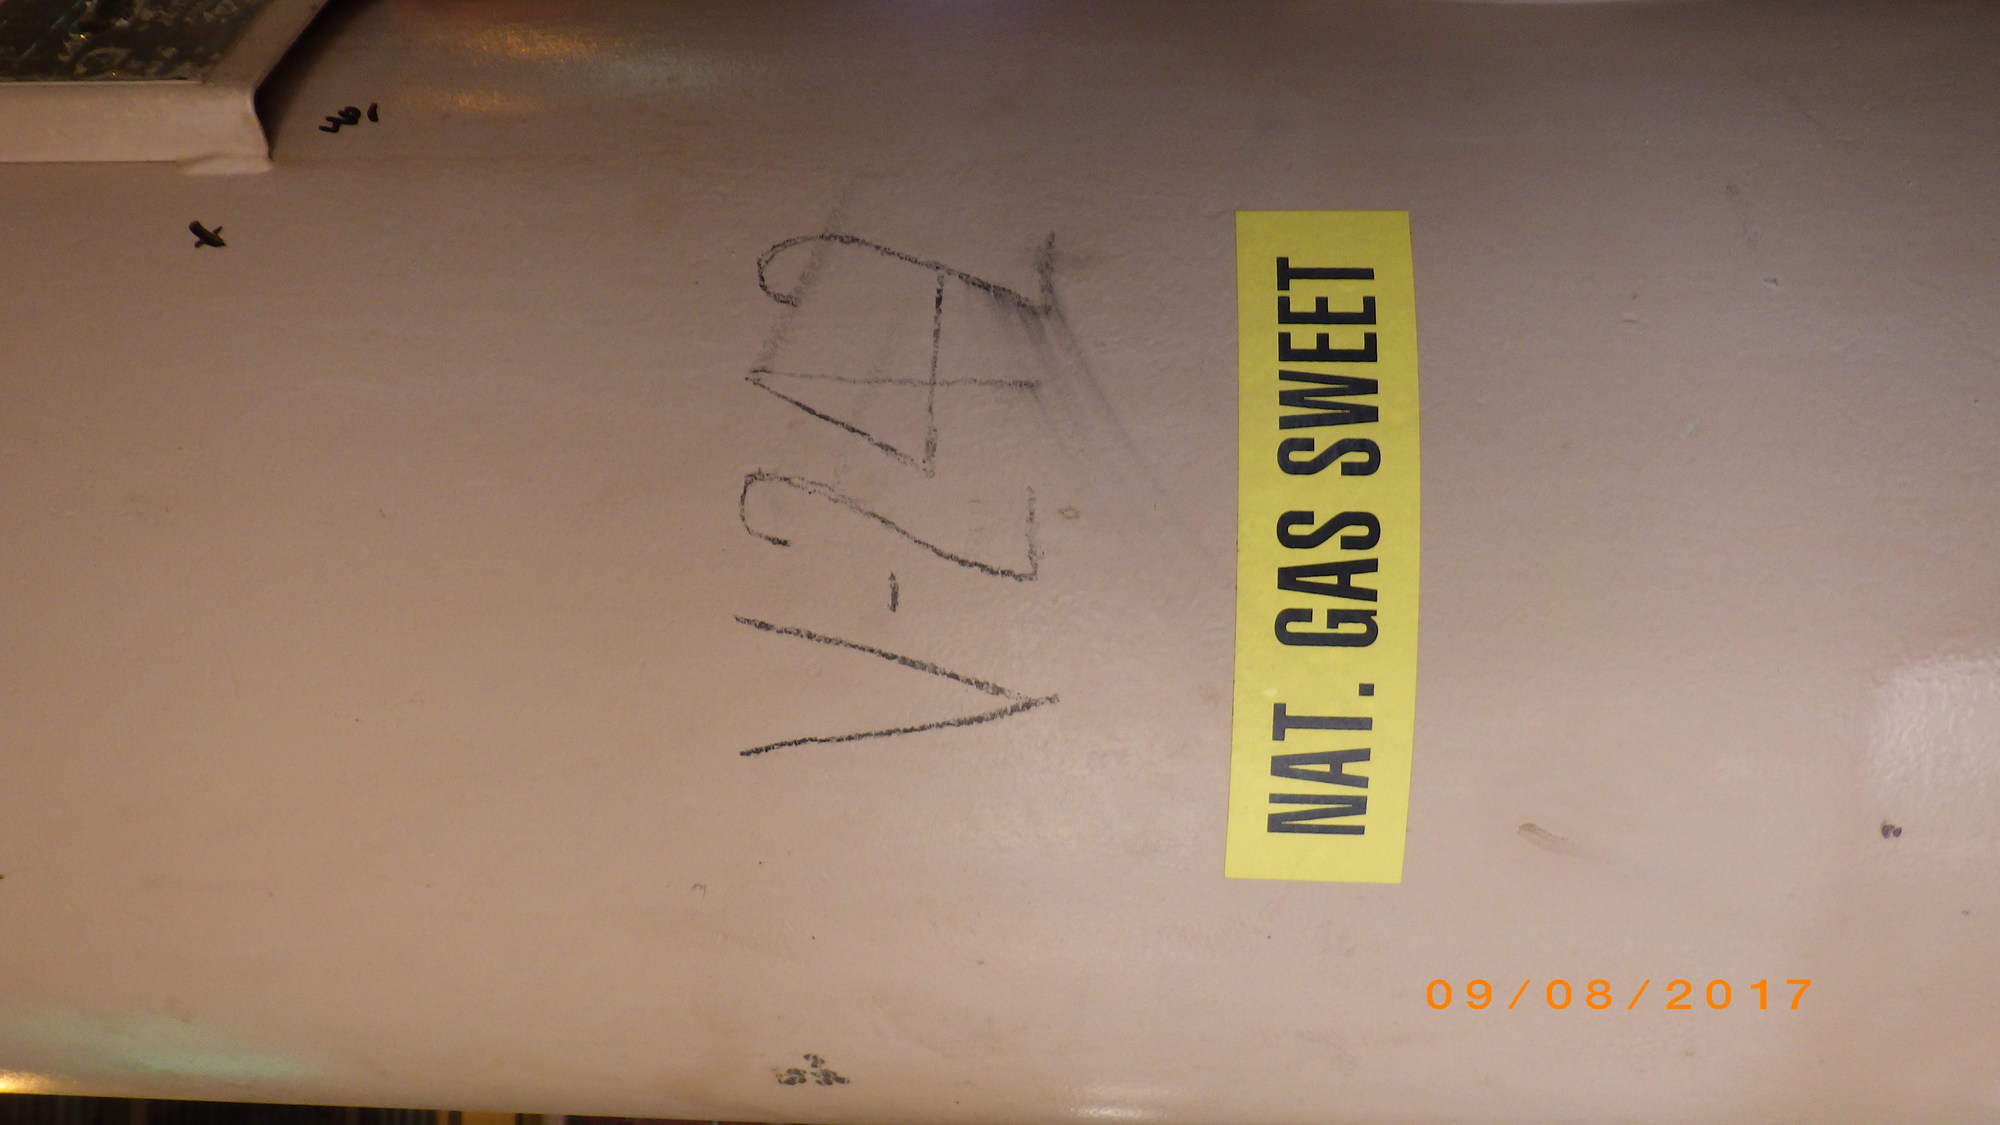 V-242
NAT. GAS SWEET
09/08/2017